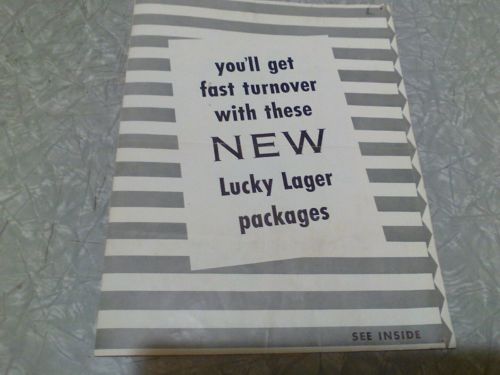 you'll get
fast turnover
with these
NEW
Lucky Lager
packages
SEE INSIDE